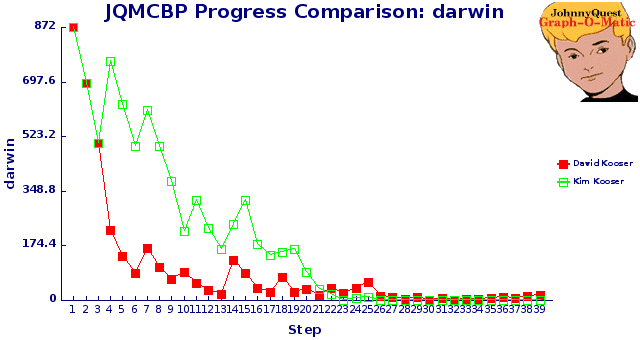 JQMCBP Progress Comparison: darwin
JohnnyQuest
Graph-O-Matic
872
697.6
523.2
348.8
174.4
0
darwin
David Kooser
Kim Kooser
1 2 3 4 5 6 7 8 9 10 11 12 13 14 15 16 17 18 19 20 21 22 23 24 25 26 27 28 29 30 31 32 33 34 35 36 37 38 39
Step